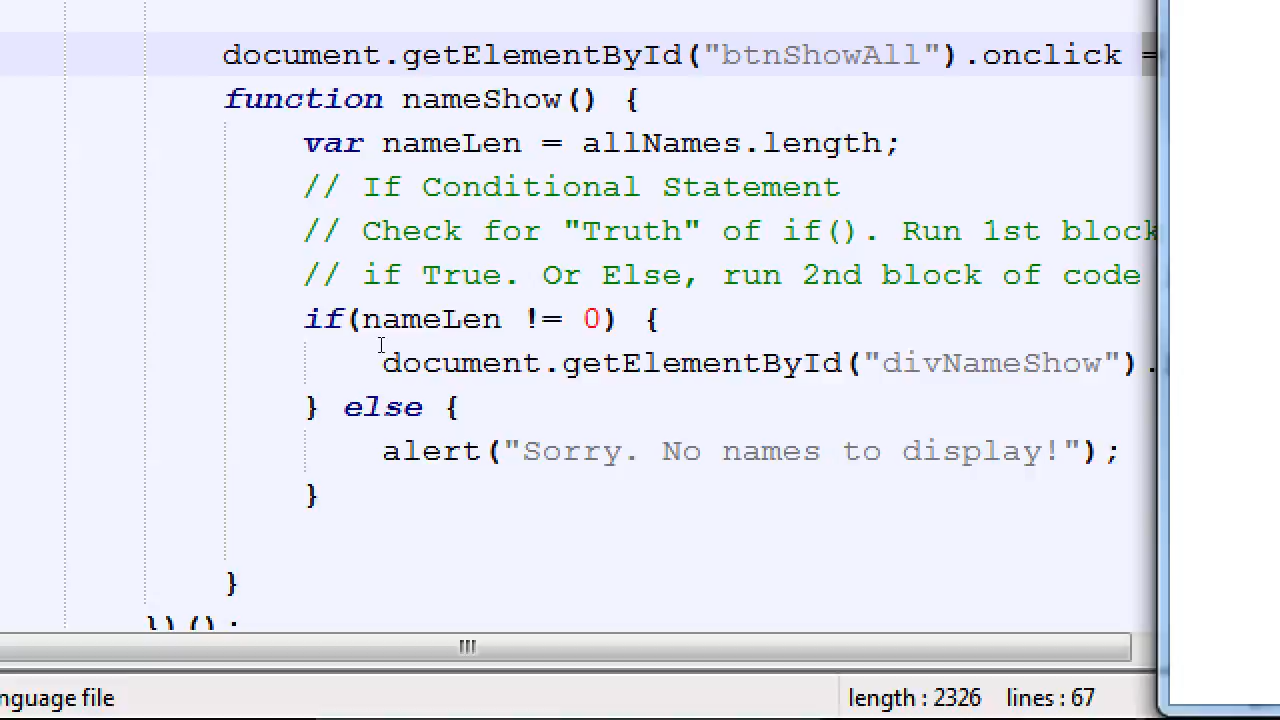 document.getElementById("btnShowAll").onclick =
function nameShow() {
var nameLen = allNames.length;
// If Conditional Statement
// Check for "Truth" of if(). Run 1st block
// if True. Or Else, run 2nd block of code
if(nameLen != 0) {
document.getElementById("divNameShow").
} else {
alert("Sorry. No names to display!");
}
}
})();
nguage file
length : 2326 lines : 67